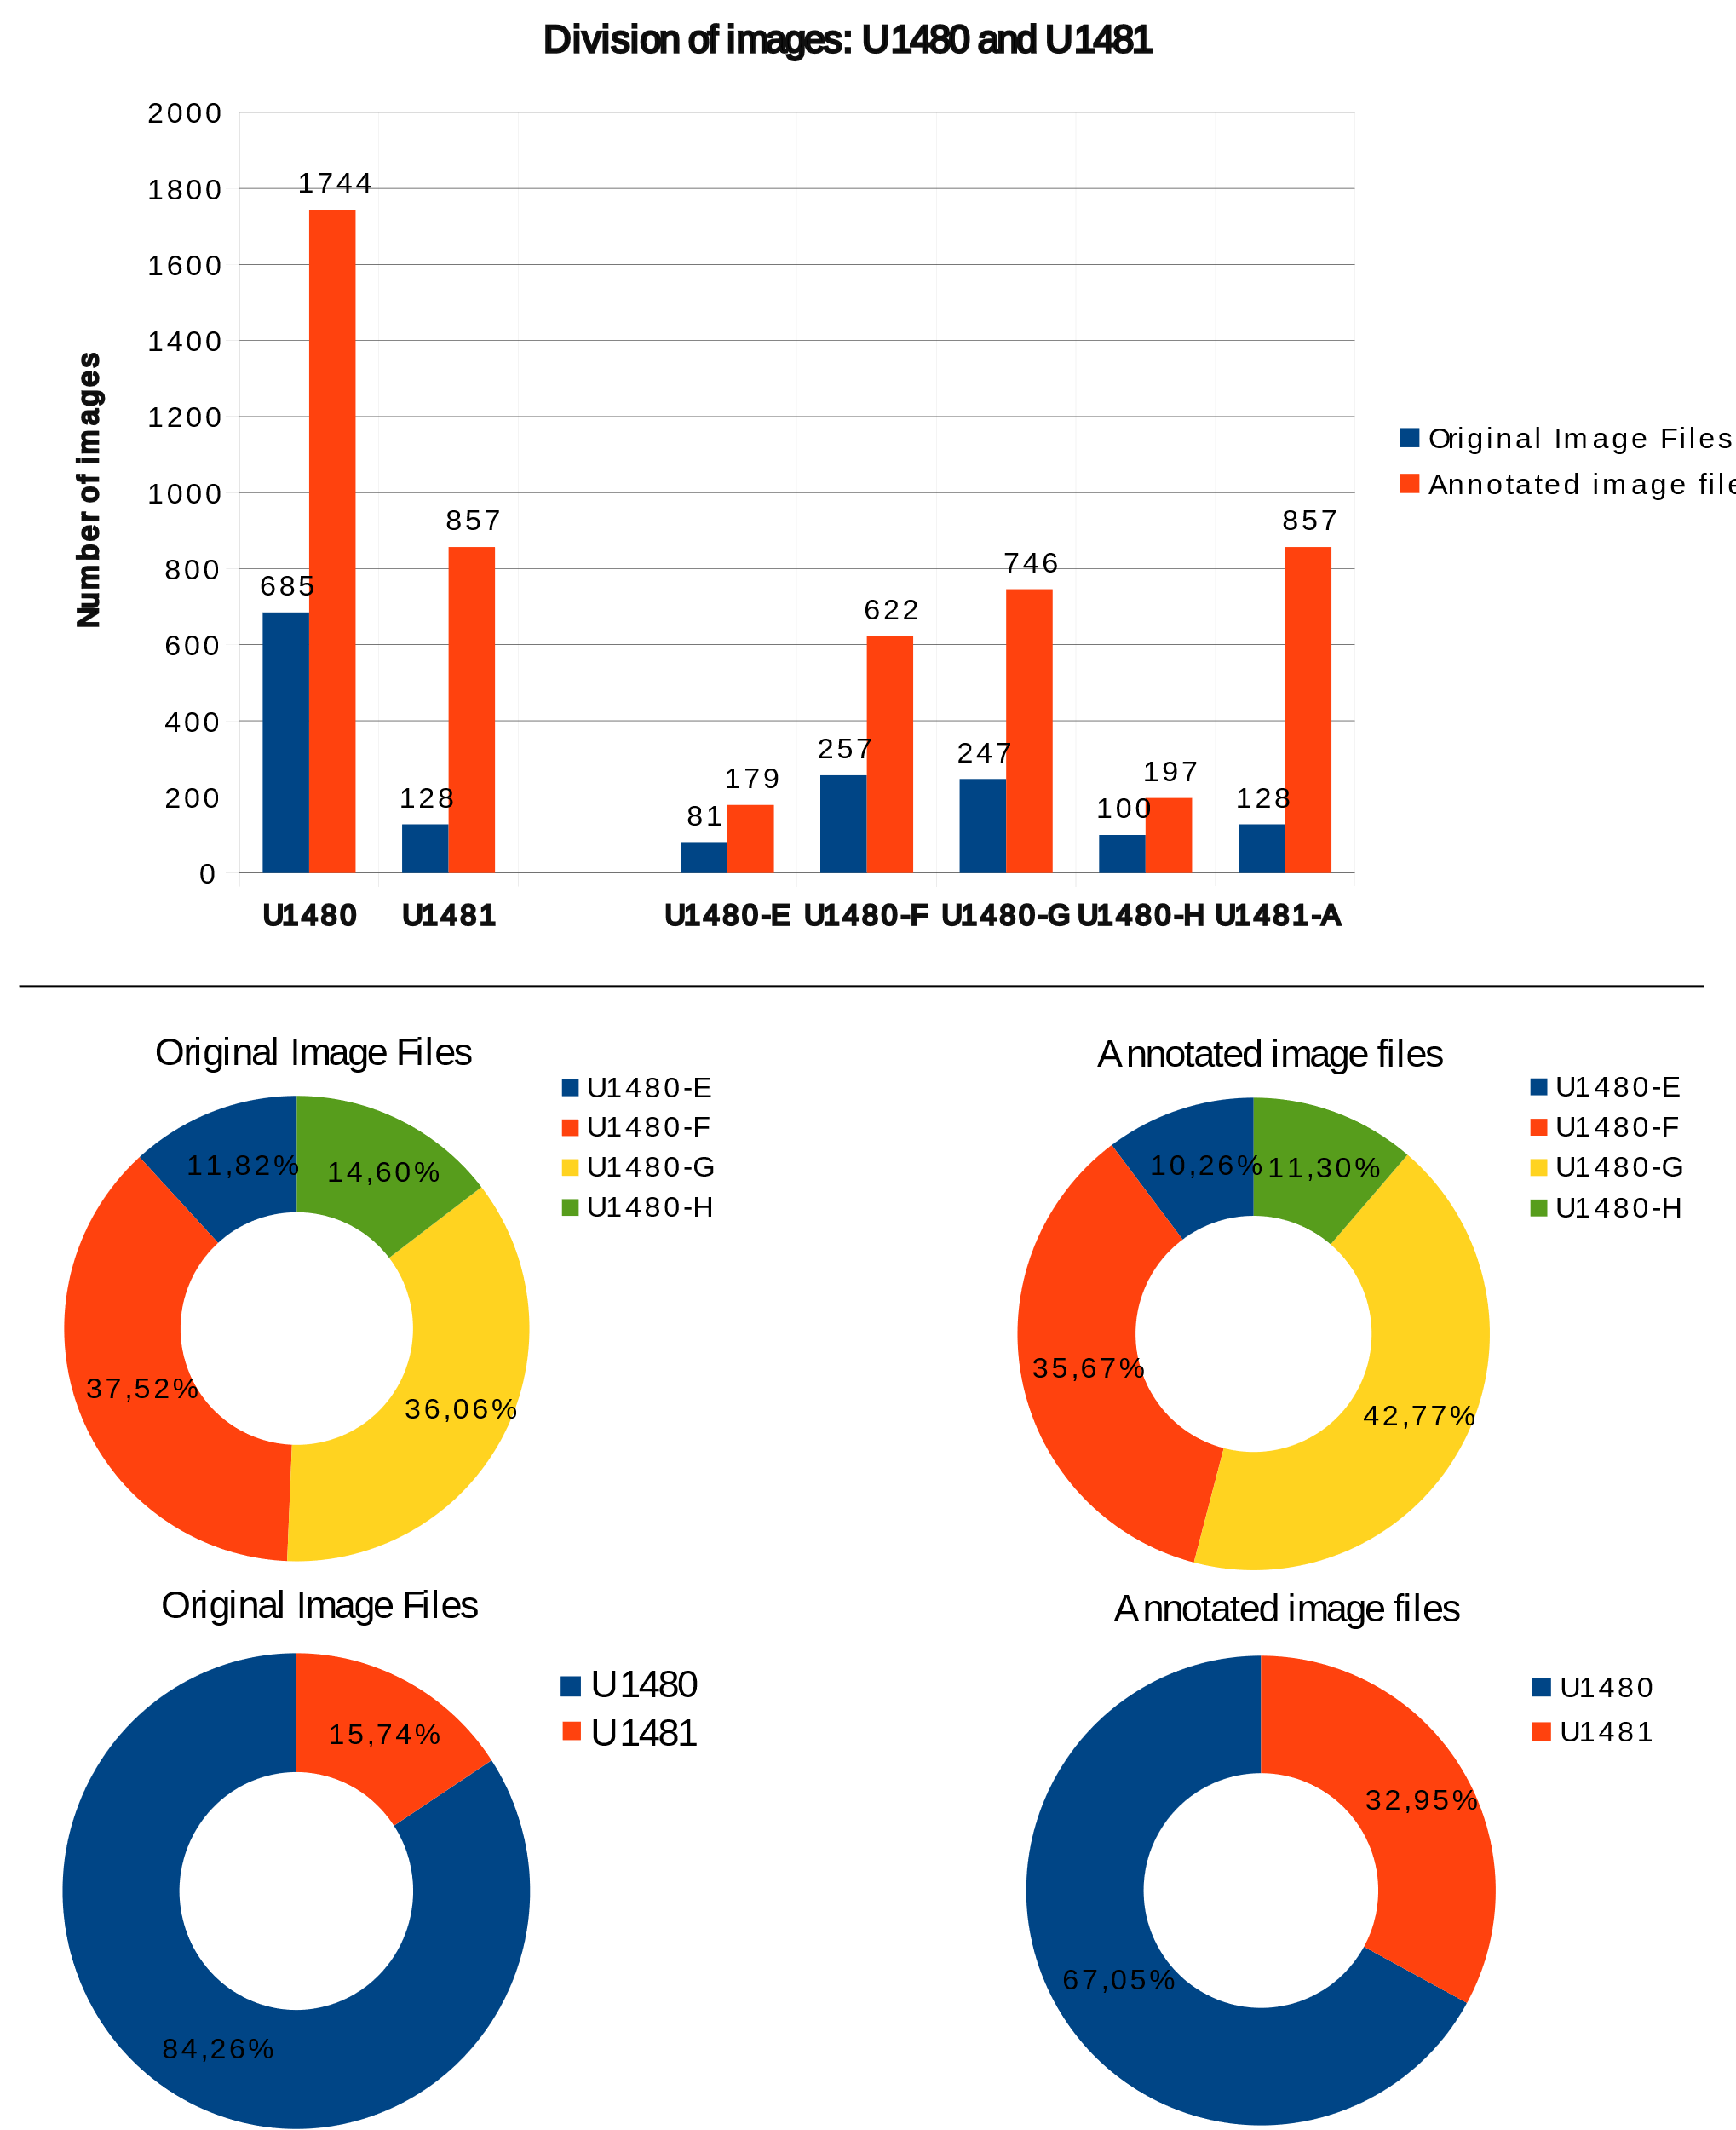 Division of images: U1480 and U1481
Number of images
2000
1800
1600
1400
1200
1000
800
600
400
200
0
1744
685
857
128
81
179
257
622
247
746
100
197
128
857
U1480 U1481 U1480-E U1480-F U1480-G U1480-H U1481-A
Original Image Files
Annotated image file
Original Image Files
11,82%
14,60%
37,52%
36,06%
U1480-E
U1480-F
U1480-G
U1480-H
Annotated image files
10,26%
11,30%
35,67%
42,77%
U1480-E
U1480-F
U1480-G
U1480-H
Original Image Files
15,74%
84,26%
U1480
U1481
Annotated image files
32,95%
67,05%
U1480
U1481